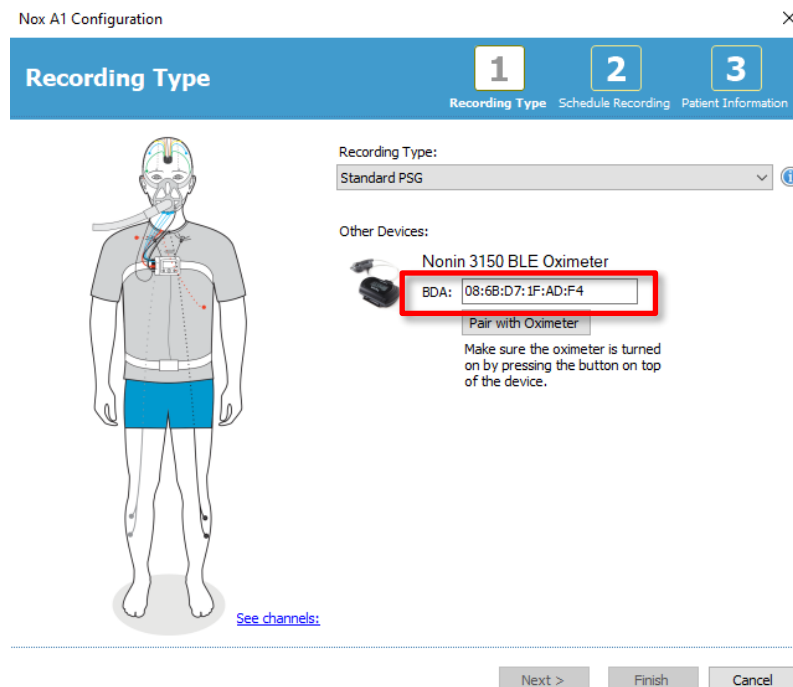 Nox A1 Configuration
Recording Type
1
Recording Type
2
Schedule Recording
3
Patient Information
Recording Type:
Standard PSG
Other Devices:
Nonin 3150 BLE Oximeter
BDA: 08:6B:D7:1F:AD:F4
Pair with Oximeter
Make sure the oximeter is turned
on by pressing the button on top
of the device.
See channels:
Next >
Finish
Cancel